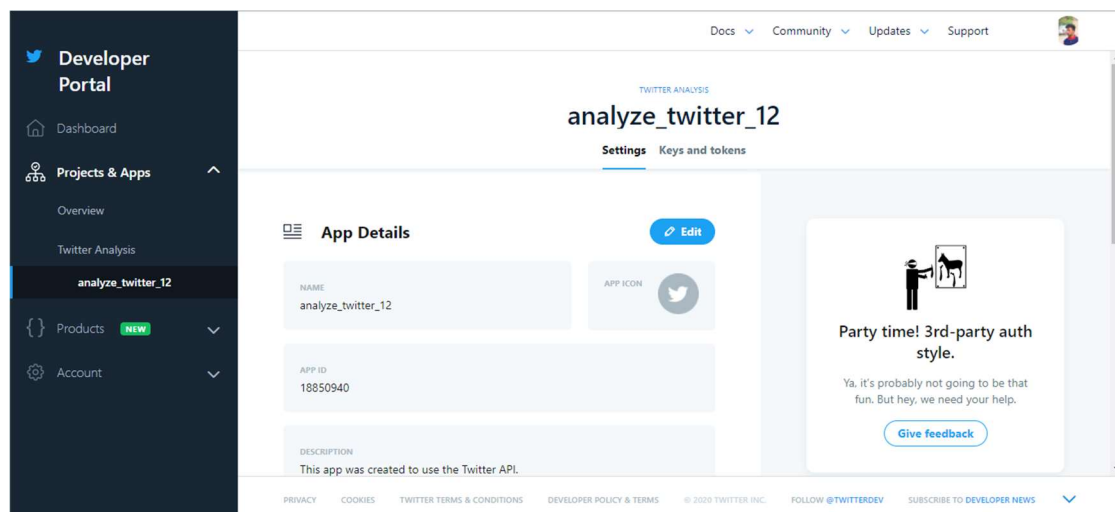 Developer
Portal
Dashboard
Projects & Apps
Overview
Twitter Analysis
analyze_twitter_12
{ } Products NEW
Account
Docs Community Updates Support
TWITTER ANALYSIS
analyze_twitter_12
Settings Keys and tokens
App Details
Edit
NAME
analyze_twitter_12
APP ICON
APP ID
18850940
DESCRIPTION
This app was created to use the Twitter API.
Party time! 3rd-party auth
style.
Ya, it's probably not going to be that
fun. But hey, we need your help.
Give feedback
PRIVACY COOKIES TWITTER TERMS & CONDITIONS DEVELOPER POLICY & TERMS © 2020 TWITTER INC. FOLLOW @TWITTERDEV SUBSCRIBE TO DEVELOPER NEWS